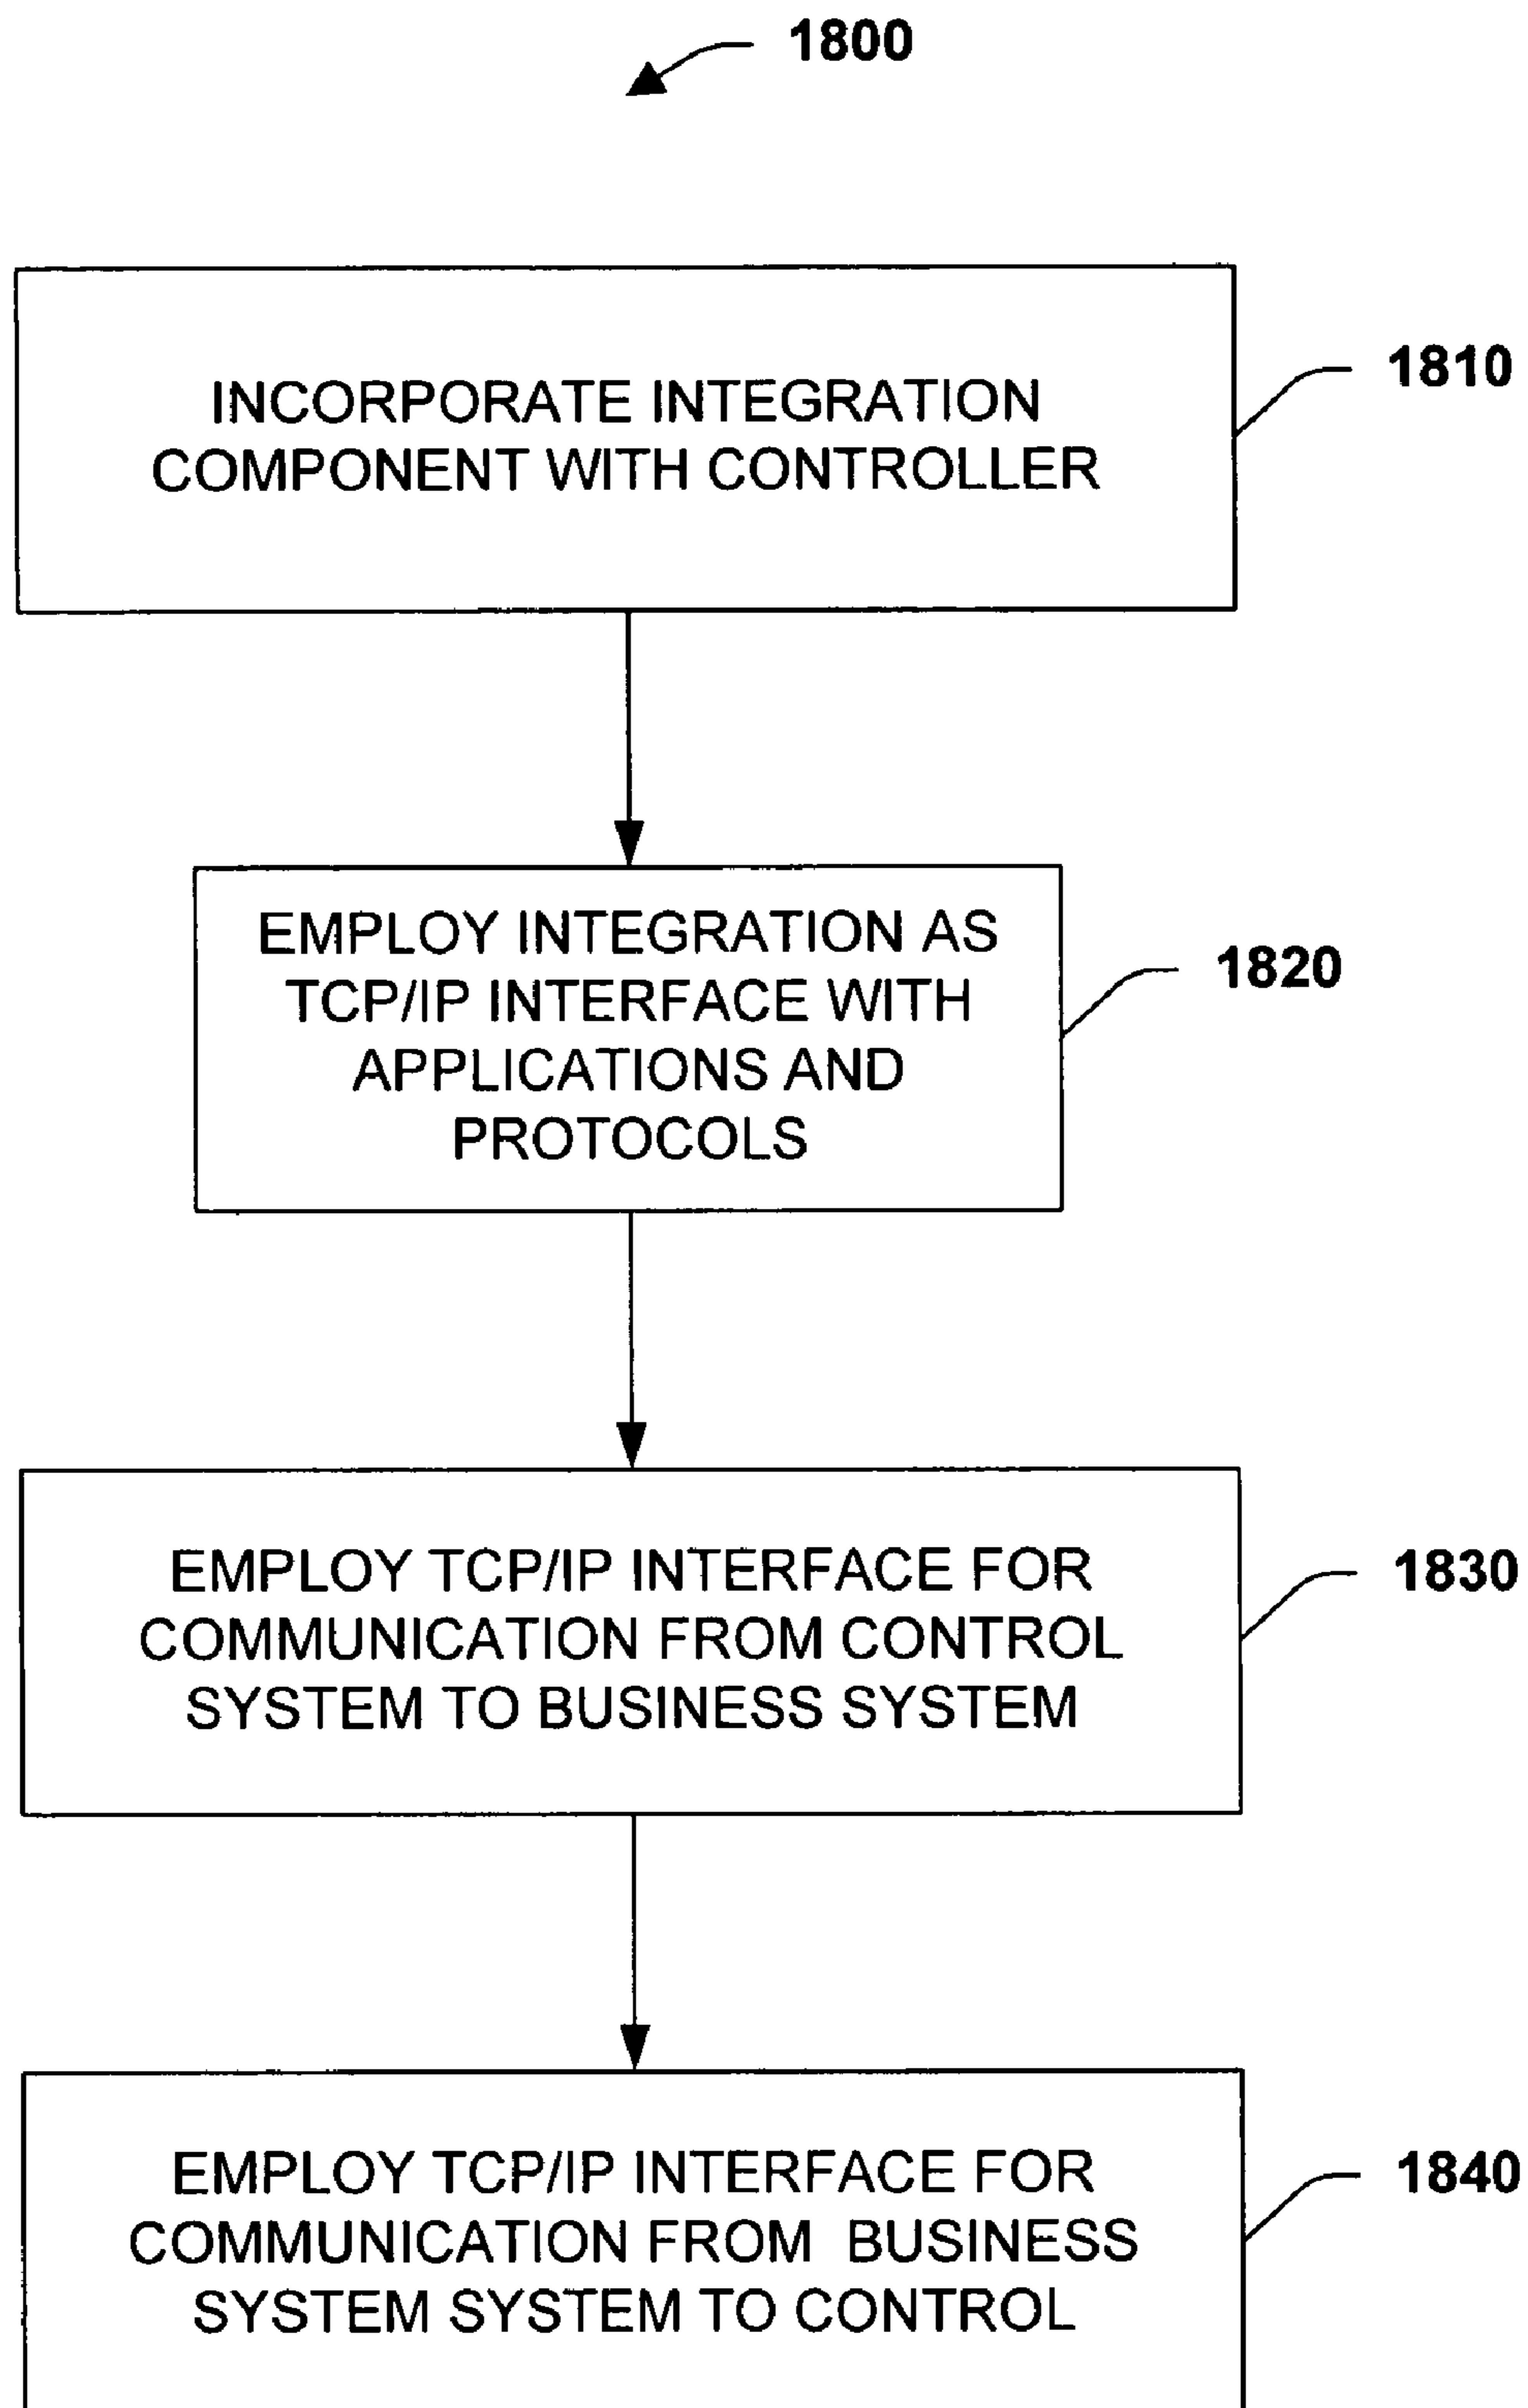 1800
INCORPORATE INTEGRATION
COMPONENT WITH CONTROLLER
1810
EMPLOY INTEGRATION AS
TCP/IP INTERFACE WITH
APPLICATIONS AND
PROTOCOLS
1820
EMPLOY TCP/IP INTERFACE FOR
COMMUNICATION FROM CONTROL
SYSTEM TO BUSINESS SYSTEM
1830
EMPLOY TCP/IP INTERFACE FOR
COMMUNICATION FROM BUSINESS
SYSTEM SYSTEM TO CONTROL
1840